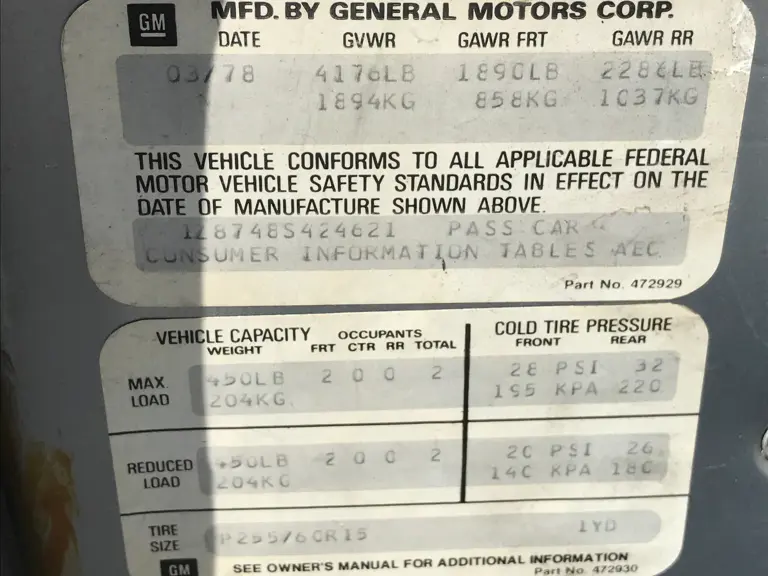 GM MFD. BY GENERAL MOTORS CORP.
DATE GVWR GAWR FRT GAWR RR
03/78 4176LB 1890LB 2286LB
1894KG 858KG 1037KG
THIS VEHICLE CONFORMS TO ALL APPLICABLE FEDERAL
MOTOR VEHICLE SAFETY STANDARDS IN EFFECT ON THE
DATE OF MANUFACTURE SHOWN ABOVE.
1Z8748S424621 PASS CAR
CONSUMER INFORMATION TABLES AEC
Part No. 472929
VEHICLE CAPACITY OCCUPANTS COLD TIRE PRESSURE
WEIGHT FRT CTR RR TOTAL FRONT REAR
MAX. LOAD 450LB 2 0 0 2 28 PSI 32
204KG 195 KPA 220
REDUCED LOAD 450LB 2 0 0 2 20 PSI 26
204KG 140 KPA 180
TIRE SIZE P255/60R15 1YD
GM SEE OWNER'S MANUAL FOR ADDITIONAL INFORMATION
Part No. 472930